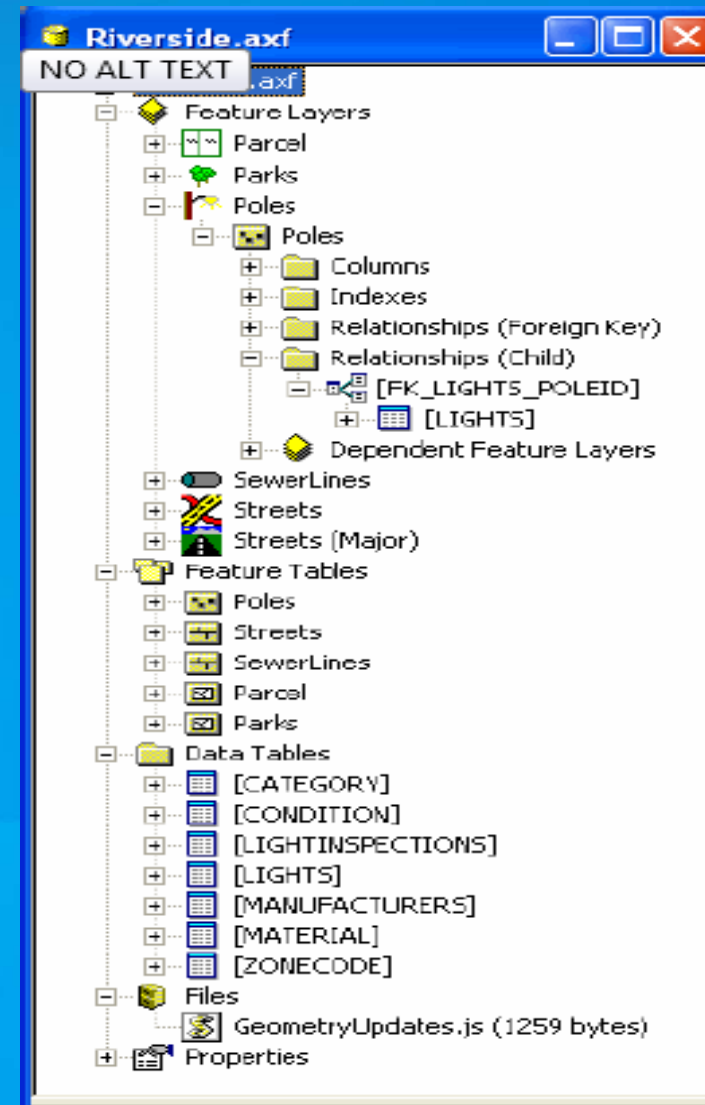 Riverside.axf
NO ALT TEXT
.axf
Feature Layers
Parcel
Parks
Poles
Poles
Columns
Indexes
Relationships (Foreign Key)
Relationships (Child)
[FK_LIGHTS_POLEID]
[LIGHTS]
Dependent Feature Layers
SewerLines
Streets
Streets (Major)
Feature Tables
Poles
Streets
SewerLines
Parcel
Parks
Data Tables
[CATEGORY]
[CONDITION]
[LIGHTINSPECTIONS]
[LIGHTS]
[MANUFACTURERS]
[MATERIAL]
[ZONECODE]
Files
GeometryUpdates.js (1259 bytes)
Properties